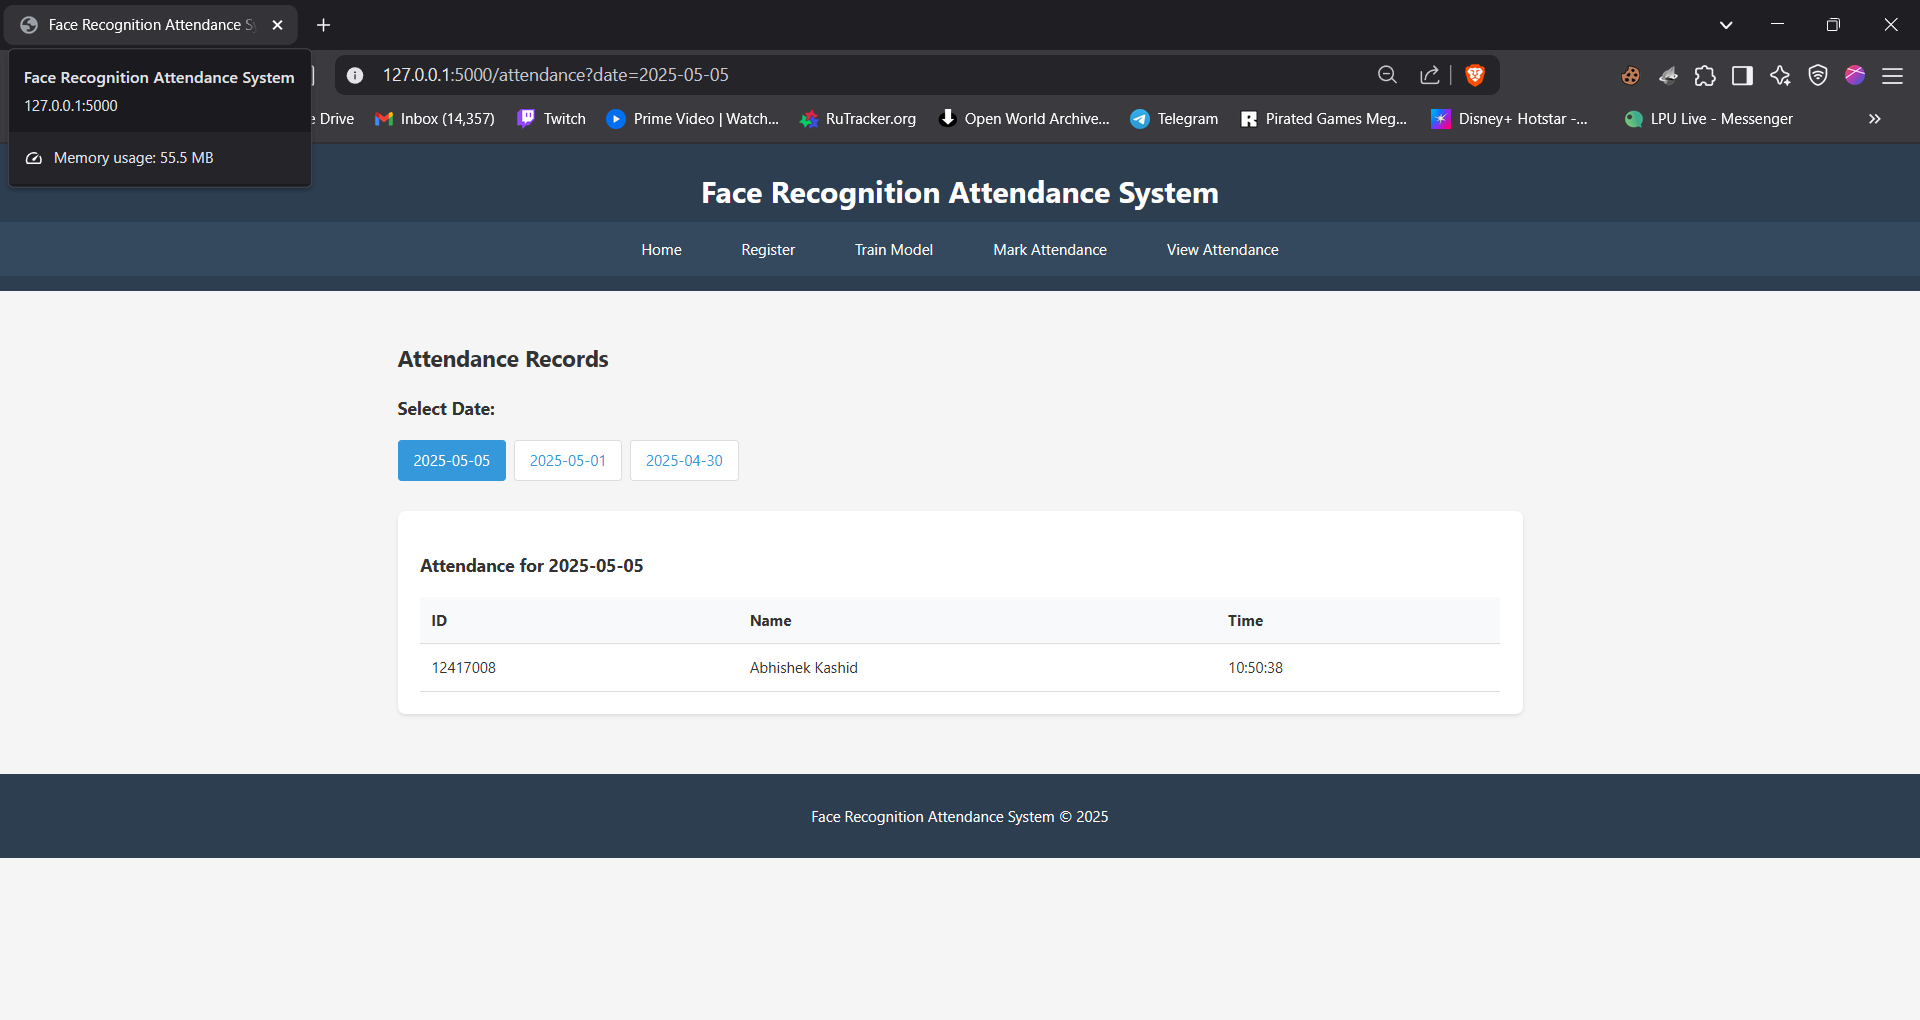 Face Recognition Attendance S
Face Recognition Attendance System
127.0.0.1:5000
Memory usage: 55.5 MB
127.0.0.1:5000/attendance?date=2025-05-05
e Drive
Inbox (14,357)
Twitch
Prime Video | Watch...
RuTracker.org
Open World Archive...
Telegram
Pirated Games Meg...
Disney+ Hotstar -...
LPU Live - Messenger
Face Recognition Attendance System
Home Register Train Model Mark Attendance View Attendance
Attendance Records
Select Date:
2025-05-05 2025-05-01 2025-04-30
Attendance for 2025-05-05
ID Name Time
12417008 Abhishek Kashid 10:50:38
Face Recognition Attendance System © 2025